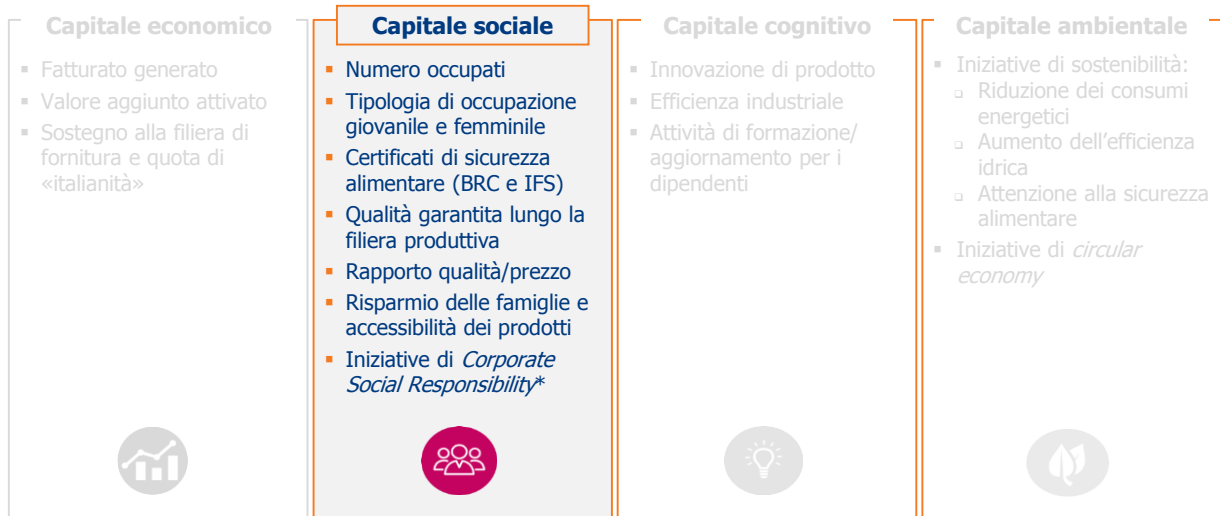 Capitale economico
▪ Fatturato generato
▪ Valore aggiunto attivato
▪ Sostegno alla filiera di
fornitura e quota di
«italianità»
Capitale sociale
▪ Numero occupati
▪ Tipologia di occupazione
giovanile e femminile
▪ Certificati di sicurezza
alimentare (BRC e IFS)
▪ Qualità garantita lungo la
filiera produttiva
▪ Rapporto qualità/prezzo
▪ Risparmio delle famiglie e
accessibilità dei prodotti
▪ Iniziative di Corporate
Social Responsibility*
Capitale cognitivo
▪ Innovazione di prodotto
▪ Efficienza industriale
▪ Attività di formazione/
aggiornamento per i
dipendenti
Capitale ambientale
▪ Iniziative di sostenibilità:
❑ Riduzione dei consumi
energetici
❑ Aumento dell'efficienza
idrica
❑ Attenzione alla sicurezza
alimentare
▪ Iniziative di circular
economy